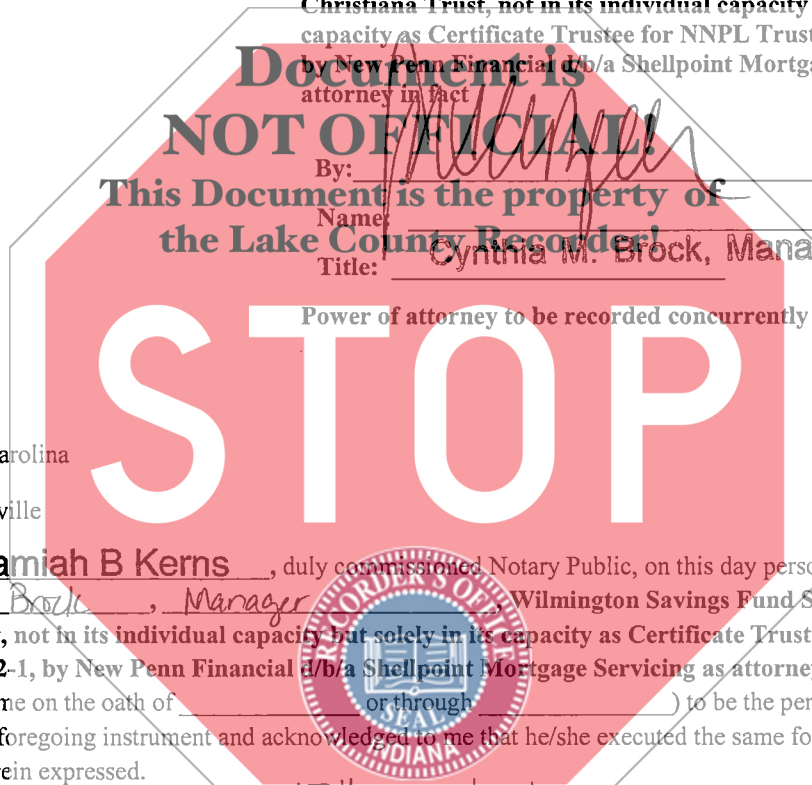 Christiana Trust, not in its individual capacity
capacity as Certificate Trustee for NNPL Trust
by New Penn Financial d/b/a Shellpoint Mortga
attorney in fact
Document is
NOT OFFICIAL!
This Document is the property of
the Lake County Recorder!
By:
Name:
Cynthia M. Brock, Mana
Title:
Power of attorney to be recorded concurrently
STOP
arolina
ville
amiah B Kerns, duly commissioned Notary Public, on this day perso
Brock, Manager, Wilmington Savings Fund S
, not in its individual capacity but solely in its capacity as Certificate Trust
2-1, by New Penn Financial d/b/a Shellpoint Mortgage Servicing as attorney
me on the oath of or through ) to be the per
foregoing instrument and acknowledged to me that he/she executed the same fo
rein expressed.
RECORDER'S OFFICE
SEAL
INDIANA